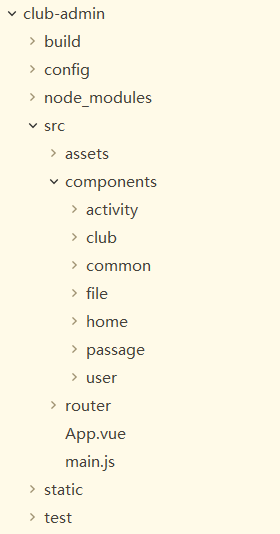 club-admin
build
config
node_modules
src
assets
components
activity
club
common
file
home
passage
user
router
App.vue
main.js
static
test